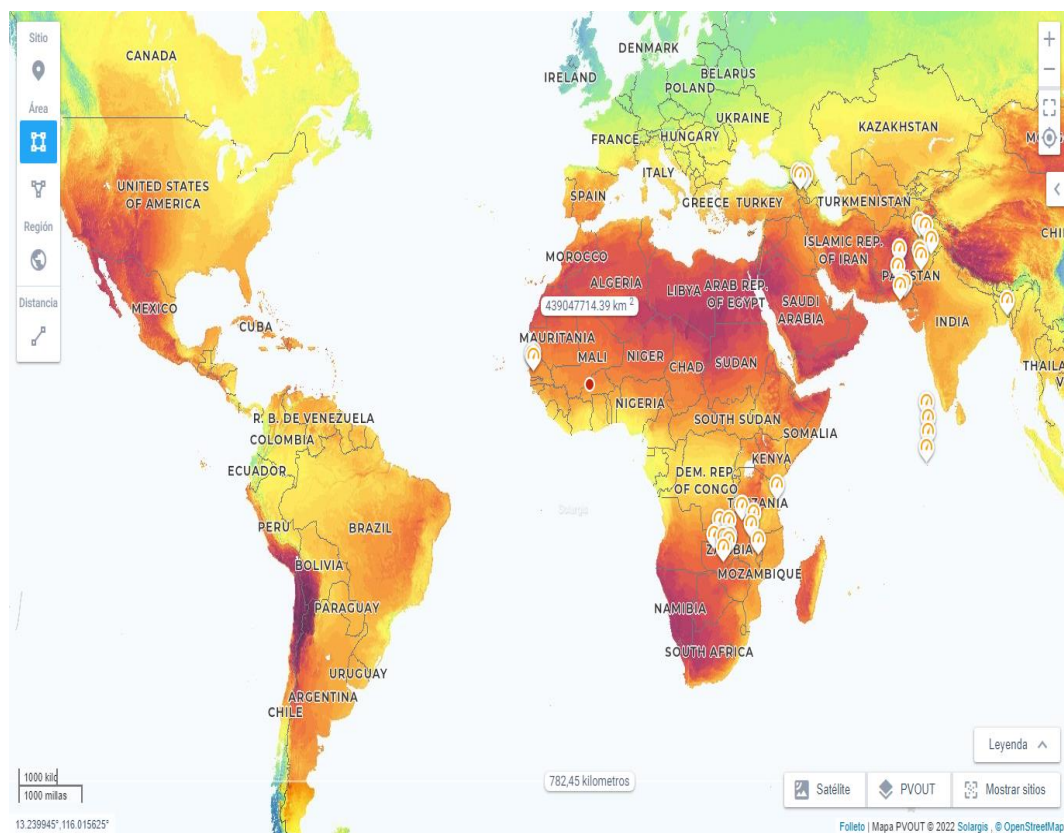 Sitio
Área
Región
Distancia
CANADA
UNITED STATES
OF AMERICA
MEXICO
CUBA
R. B. DE VENEZUELA
COLOMBIA
ECUADOR
PERU
BRAZIL
BOLIVIA
PARAGUAY
URUGUAY
ARGENTINA
CHILE
DENMARK
IRELAND
BELARUS
POLAND
UKRAINE
FRANCE
HUNGARY
KAZAKHSTAN
ITALY
SPAIN
GREECE
TURKEY
TURKMENISTAN
MOROCCO
ISLAMIC REP.
OF IRAN
ALGERIA
LIBYA
ARAB REP.
OF EGYPT
SAUDI
ARABIA
439047714.39 km 2
INDIA
MAURITANIA
MALI
NIGER
CHAD
SUDAN
NIGERIA
SOUTH SUDAN
SOMALIA
KENYA
DEM. REP.
OF CONGO
Solargis
MOZAMBIQUE
NAMIBIA
SOUTH AFRICA
1000 kilo
1000 millas
13.239945°,116.015625°
782,45 kilometros
Leyenda
Satélite
PVOUT
Mostrar sitios
Folleto | Mapa PVOUT © 2022 Solargis , © OpenStreetMap